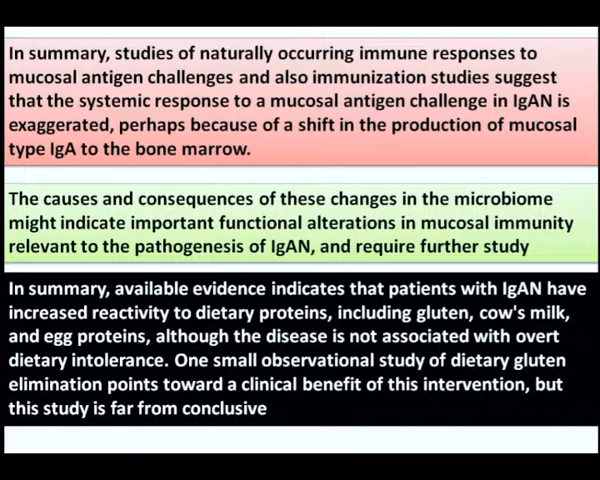 In summary, studies of naturally occurring immune responses to
mucosal antigen challenges and also immunization studies suggest
that the systemic response to a mucosal antigen challenge in IgAN is
exaggerated, perhaps because of a shift in the production of mucosal
type IgA to the bone marrow.
The causes and consequences of these changes in the microbiome
might indicate important functional alterations in mucosal immunity
relevant to the pathogenesis of IgAN, and require further study
In summary, available evidence indicates that patients with IgAN have
increased reactivity to dietary proteins, including gluten, cow's milk,
and egg proteins, although the disease is not associated with overt
dietary intolerance. One small observational study of dietary gluten
elimination points toward a clinical benefit of this intervention, but
this study is far from conclusive